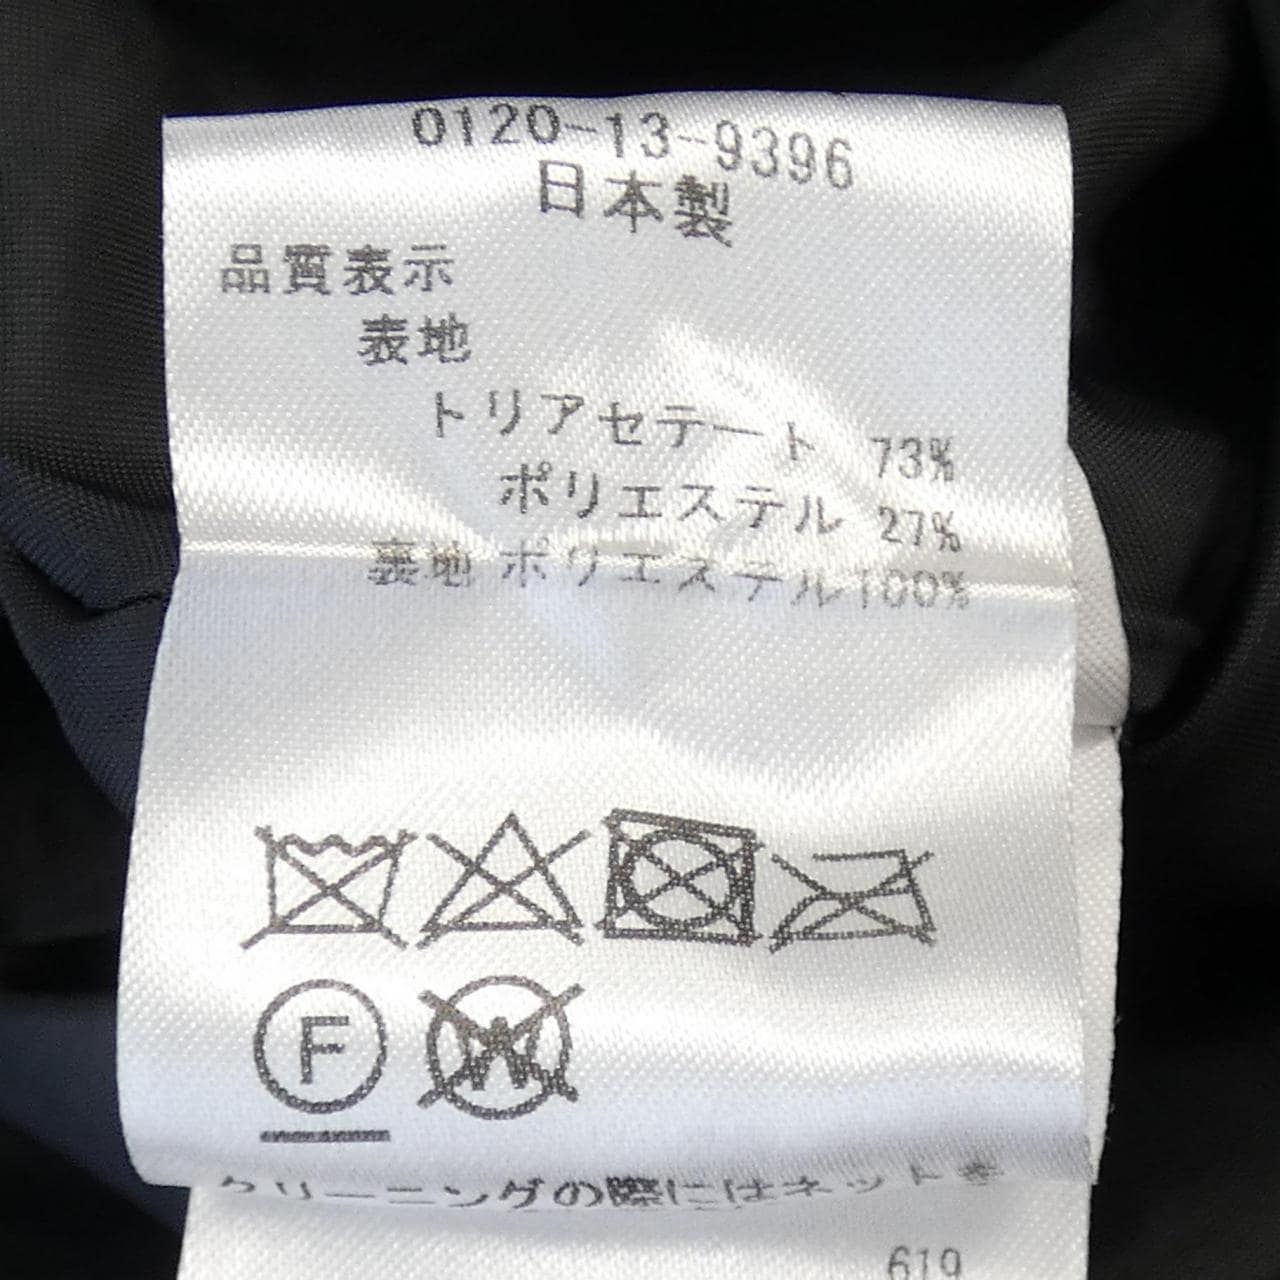 0120-13-9396
日本製
品質表示
表地
トリアセテート 73%
ポリエステル 27%
裏地 ポリエステル100%
F
W
クリーニングの際にはネットを
619